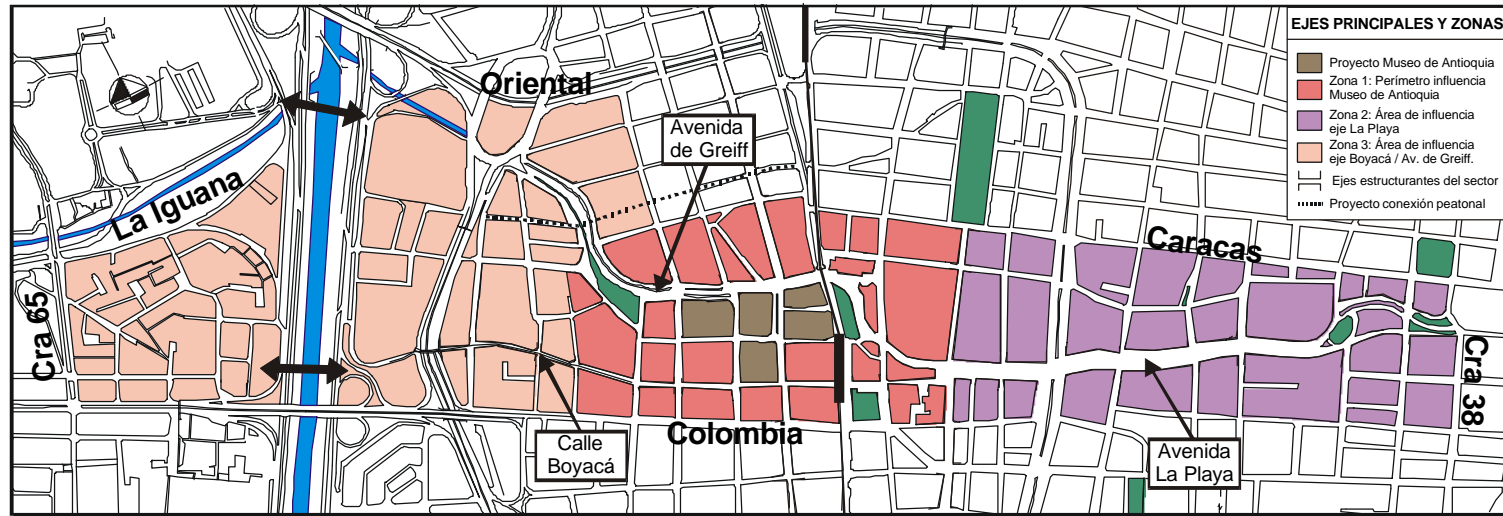 EJES PRINCIPALES Y ZONAS
Proyecto Museo de Antioquia
Zona 1: Perímetro influencia
Museo de Antioquia
Zona 2: Área de influencia
eje La Playa
Zona 3: Área de influencia
eje Boyacá / Av. de Greiff.
Ejes estructurantes del sector
Proyecto conexión peatonal
Oriental
Avenida
de Greiff
La Iguana
Caracas
Cra 65
Cra 38
Colombia
Calle
Boyacá
Avenida
La Playa